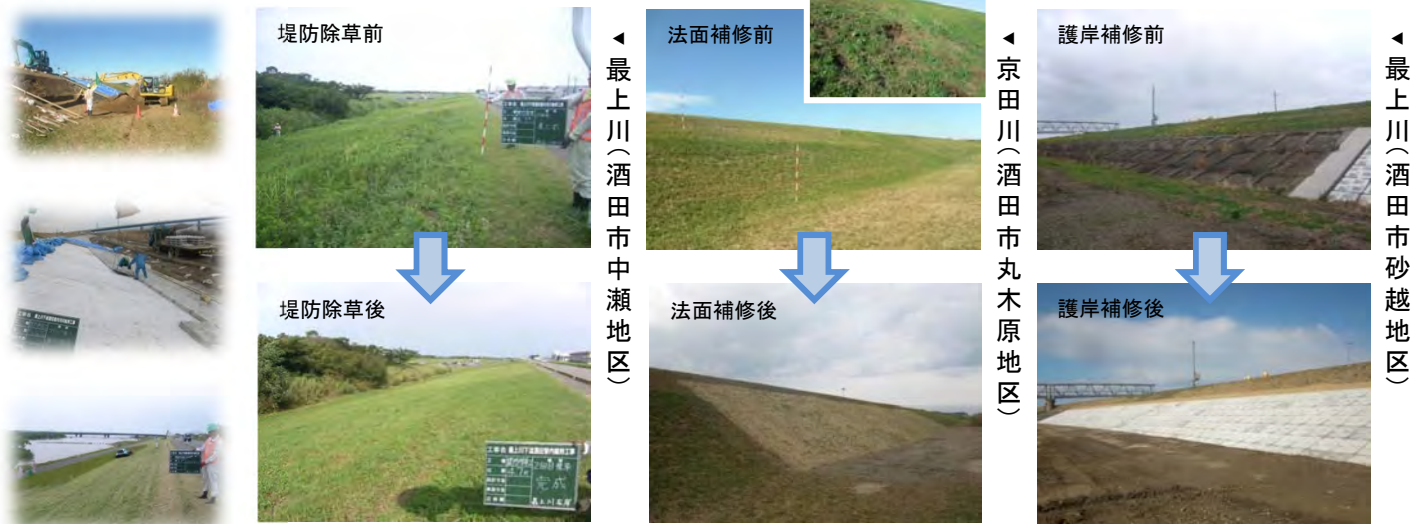 堤防除草前
堤防除草後
◀最上川（酒田市中瀬地区）
法面補修前
法面補修後
◀京田川（酒田市丸木原地区）
護岸補修前
護岸補修後
◀最上川（酒田市砂越地区）
完成